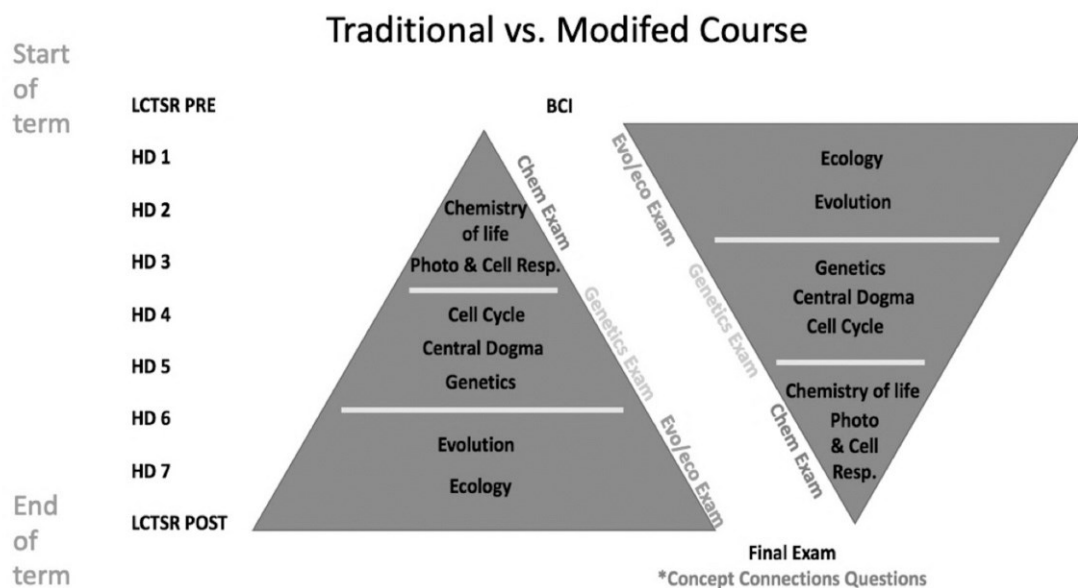 Traditional vs. Modifed Course
Start
of
term
LCTSR PRE
HD 1
HD 2
HD 3
HD 4
HD 5
HD 6
HD 7
LCTSR POST
End
of
term
BCI
Chemistry
of life
Photo & Cell Resp.
Cell Cycle
Central Dogma
Genetics
Evolution
Ecology
Chem Exam
Genetics Exam
Evo/eco Exam
Evo/eco Exam
Genetics Exam
Chem Exam
Ecology
Evolution
Genetics
Central Dogma
Cell Cycle
Chemistry of life
Photo
& Cell
Resp.
Final Exam
*Concept Connections Questions